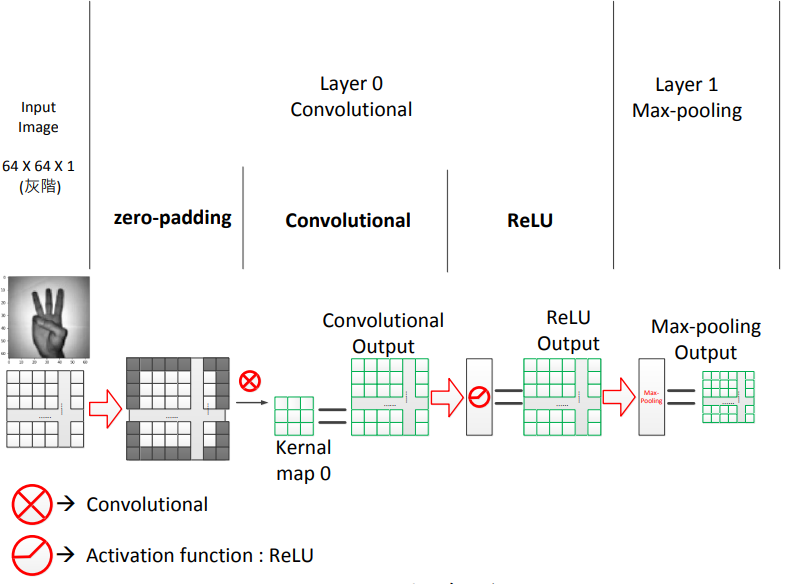 Input
Image
64 X 64 X 1
(灰階)
Layer 0
Convolutional
Layer 1
Max-pooling
zero-padding
Convolutional
ReLU
Convolutional
Output
ReLU
Output
Max-pooling
Output
Max-
Pooling
Kernal
map 0
→ Convolutional
→ Activation function : ReLU